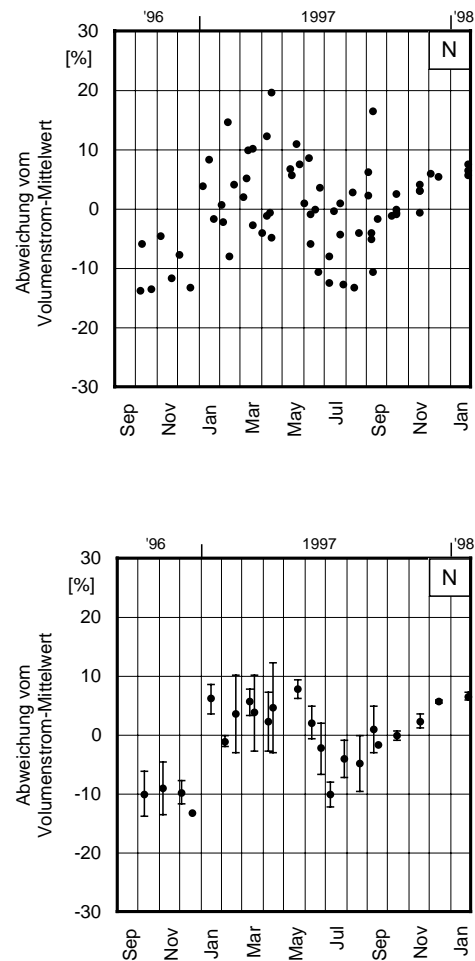 '96 1997 '98
30
[%]
N
20
10
0
-10
-20
-30
Abweichung vom
Volumenstrom-Mittelwert
Sep Nov Jan Mar May Jul Sep Nov Jan
'96 1997 '98
30
[%]
N
20
10
0
-10
-20
-30
Abweichung vom
Volumenstrom-Mittelwert
Sep Nov Jan Mar May Jul Sep Nov Jan